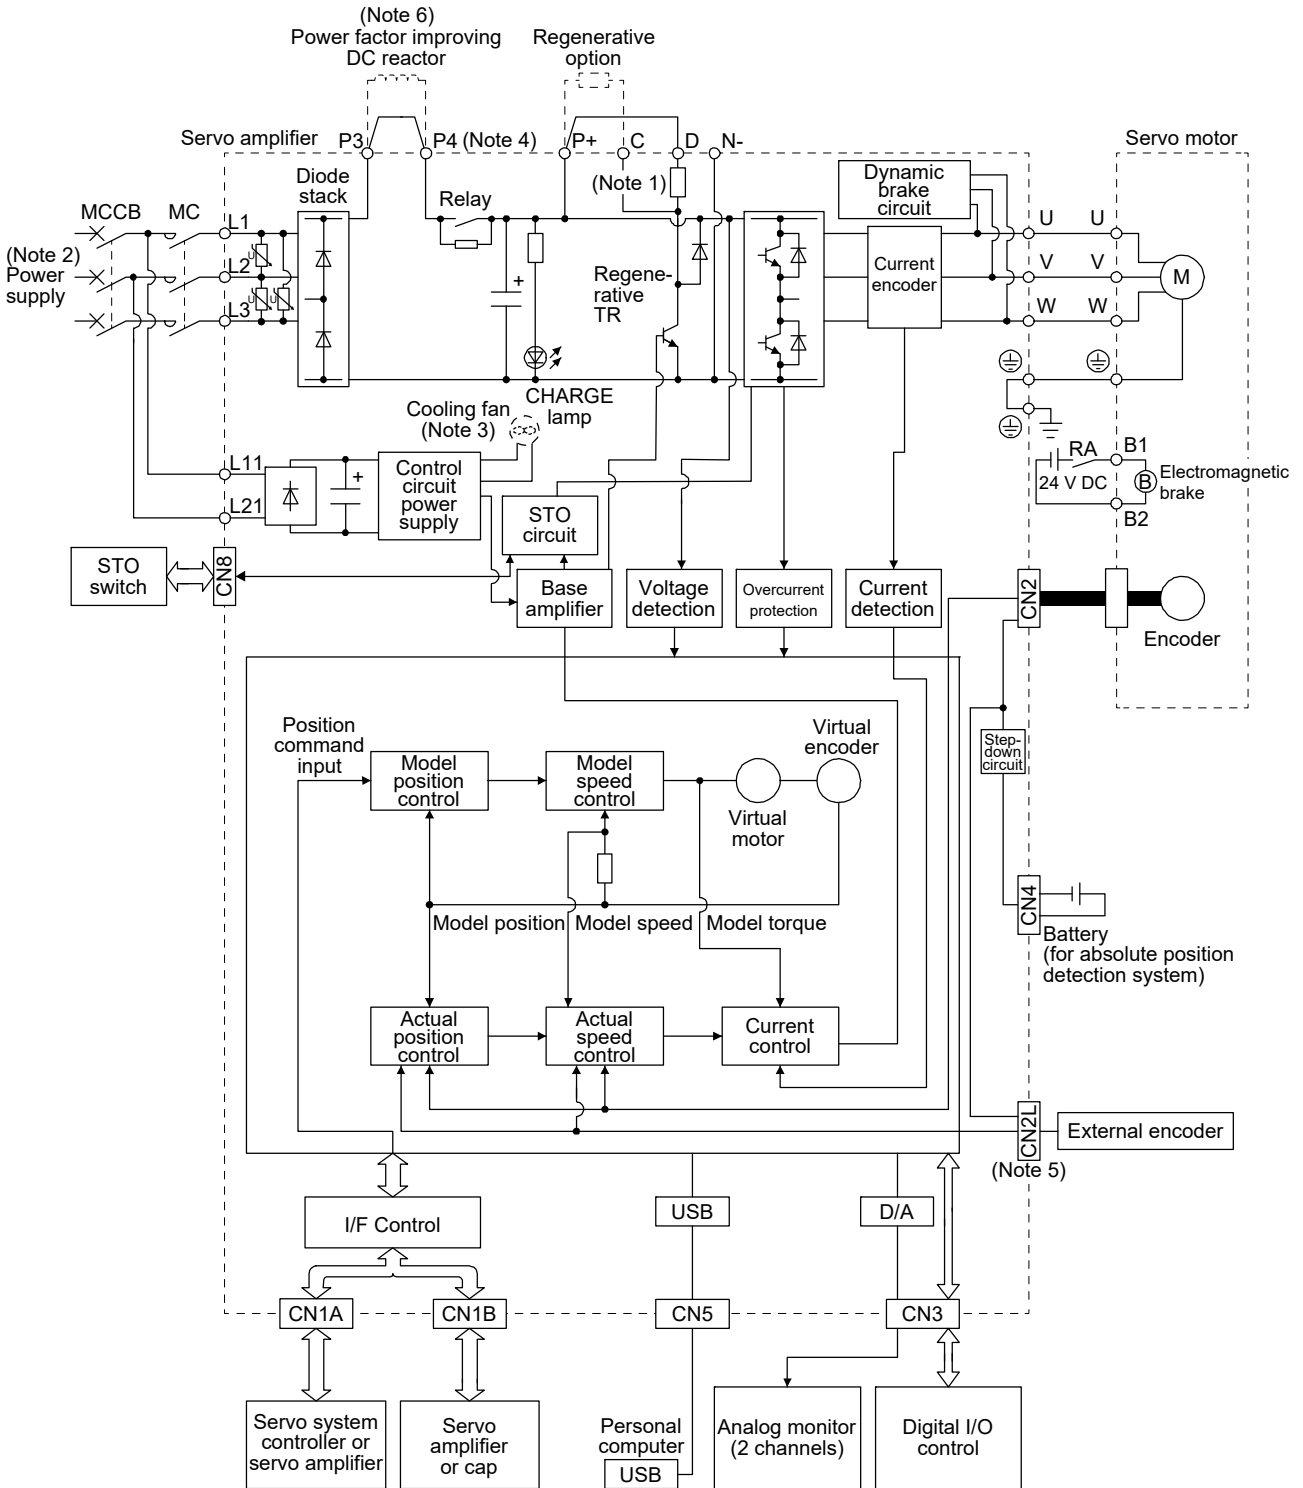 (Note 6)
Power factor improving
DC reactor
Regenerative
option
Servo amplifier
P3
P4 (Note 4)
P+
C
D
N-
Servo motor
Diode
stack
(Note 1)
Dynamic
brake
circuit
MCCB
MC
Relay
L1
U
U
(Note 2)
Power
supply
L2
Regene-
rative
TR
Current
encoder
V
V
M
L3
W
W
U
U
U
+
CHARGE
lamp
Cooling fan
(Note 3)
L11
+
Control
circuit
power
supply
L21
RA
24 V DC
B1
B
Electromagnetic
brake
B2
STO
circuit
STO
switch
CN8
Base
amplifier
Voltage
detection
Overcurrent
protection
Current
detection
CN2
Encoder
Position
command
input
Virtual
encoder
Step-
down
circuit
Model
position
control
Model
speed
control
Virtual
motor
Model position
Model speed
Model torque
CN4
Battery
(for absolute position
detection system)
Actual
position
control
Actual
speed
control
Current
control
CN2L
External encoder
(Note 5)
I/F Control
USB
D/A
CN1A
CN1B
CN5
CN3
Servo system
controller or
servo amplifier
Servo
amplifier
or cap
Personal
computer
USB
Analog monitor
(2 channels)
Digital I/O
control